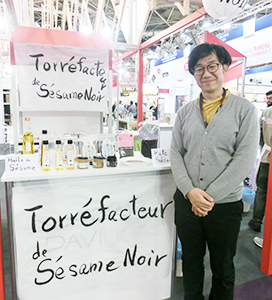 Torréfacteur
de Sésame Noir
Huile de
Sésame
Torréfacteur
de
Sésame Noir